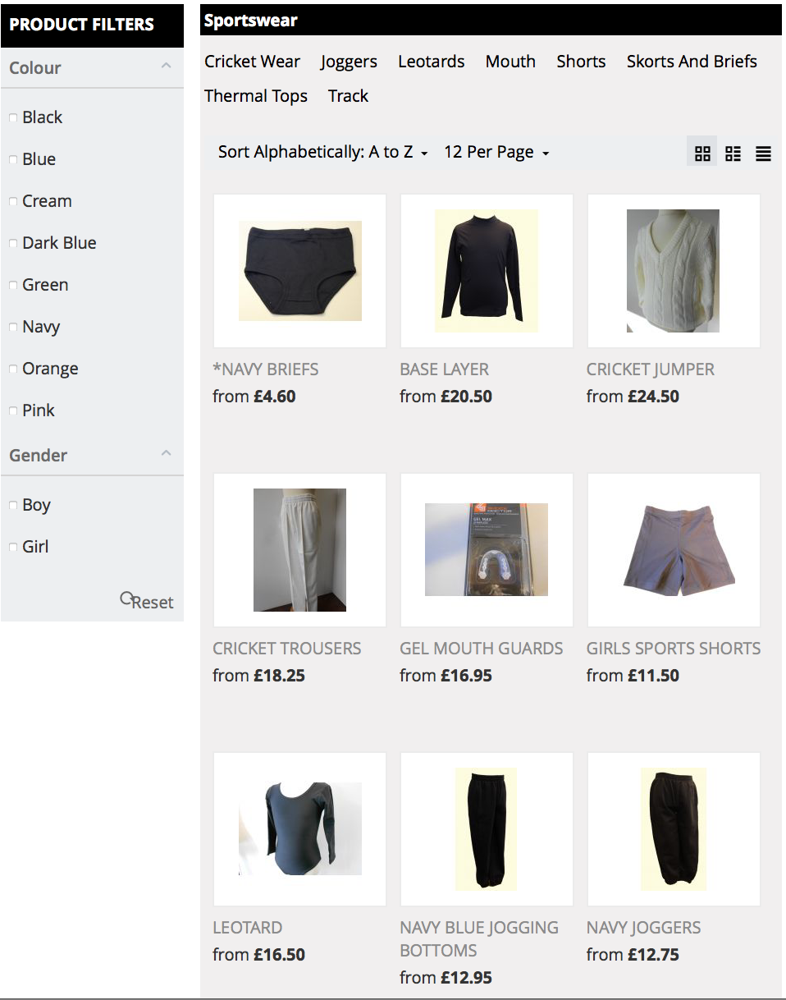 PRODUCT FILTERS
Colour
Black
Blue
Cream
Dark Blue
Green
Navy
Orange
Pink
Gender
Boy
Girl
Reset
Sportswear
Cricket Wear Joggers Leotards Mouth Shorts Skorts And Briefs
Thermal Tops Track
Sort Alphabetically: A to Z 12 Per Page
*NAVY BRIEFS
from £4.60
BASE LAYER
from £20.50
CRICKET JUMPER
from £24.50
CRICKET TROUSERS
from £18.25
DOCTOR
GEL MAX
GEL MOUTH GUARDS
from £16.95
GIRLS SPORTS SHORTS
from £11.50
LEOTARD
from £16.50
NAVY BLUE JOGGING
BOTTOMS
from £12.95
NAVY JOGGERS
from £12.75